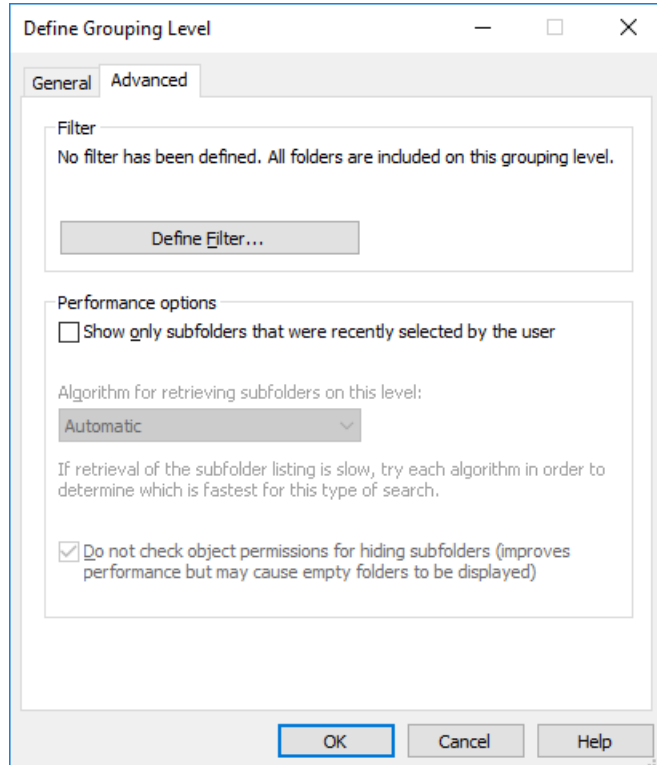 Define Grouping Level
General
Advanced
Filter
No filter has been defined. All folders are included on this grouping level.
Define Filter...
Performance options
Show only subfolders that were recently selected by the user
Algorithm for retrieving subfolders on this level:
Automatic
If retrieval of the subfolder listing is slow, try each algorithm in order to
determine which is fastest for this type of search.
Do not check object permissions for hiding subfolders (improves
performance but may cause empty folders to be displayed)
OK
Cancel
Help